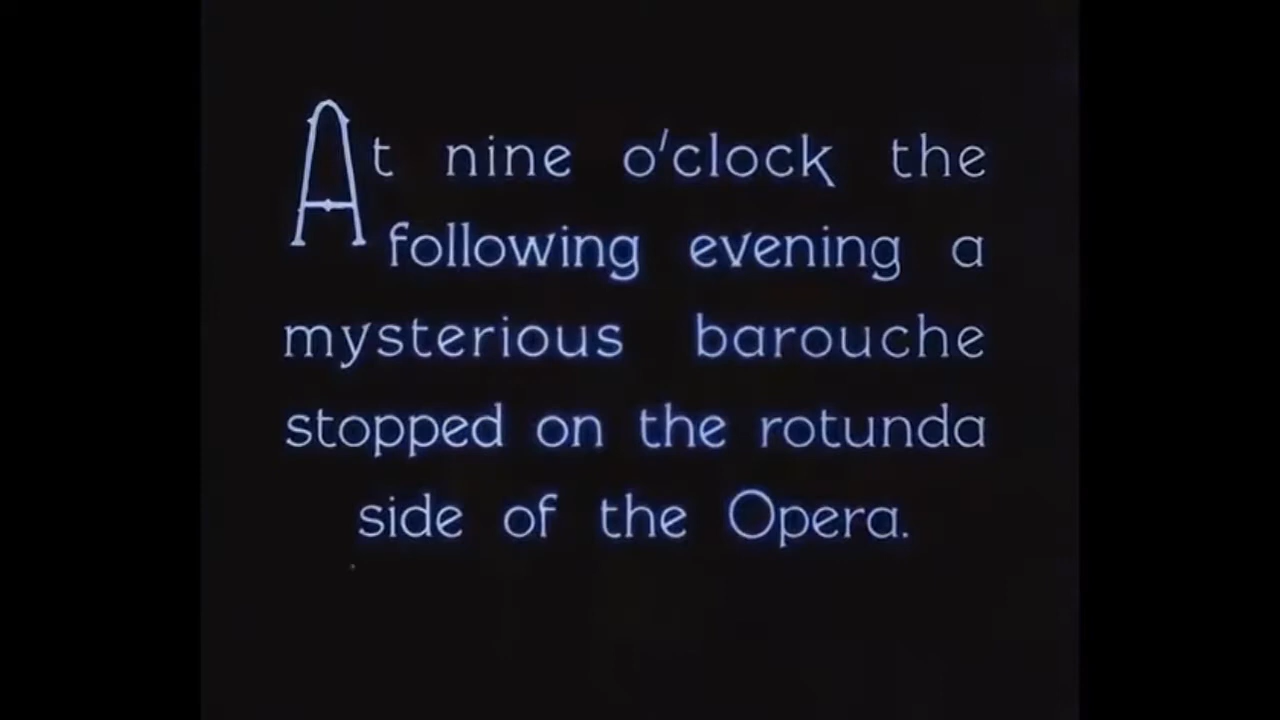 At nine o'clock the
following evening a
mysterious barouche
stopped on the rotunda
side of the Opera.